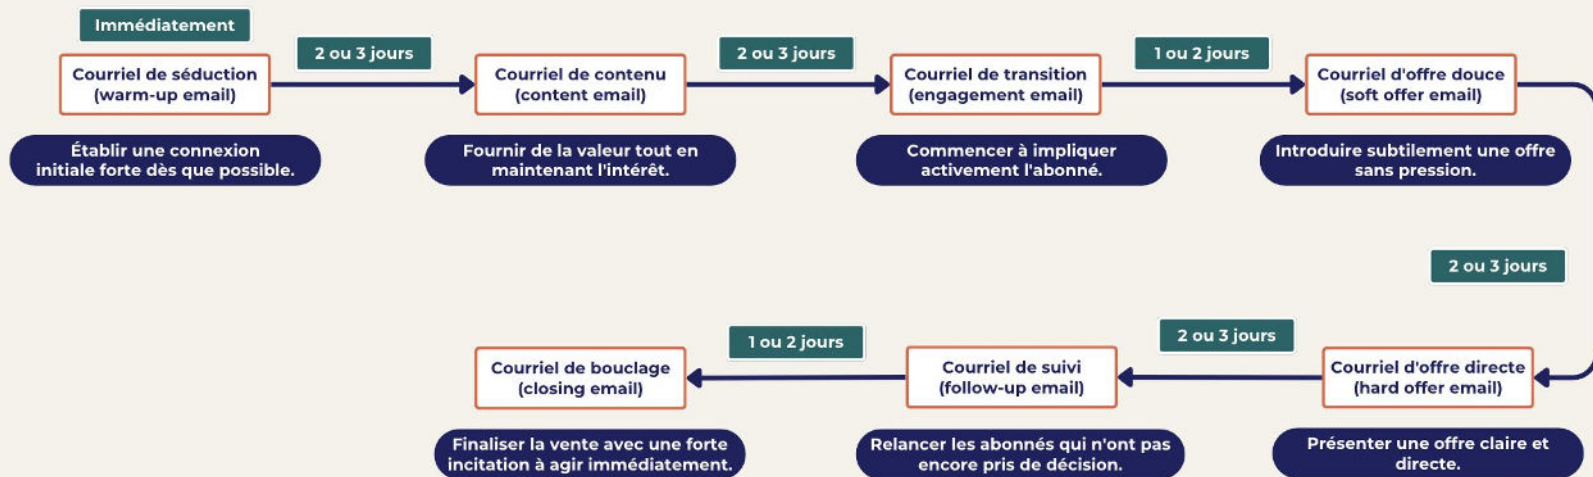 Immédiatement
2 ou 3 jours
2 ou 3 jours
1 ou 2 jours
Courriel de séduction
(warm-up email)
Courriel de contenu
(content email)
Courriel de transition
(engagement email)
Courriel d'offre douce
(soft offer email)
Établir une connexion
initiale forte dès que possible.
Fournir de la valeur tout en
maintenant l'intérêt.
Commencer à impliquer
activement l'abonné.
Introduire subtilement une offre
sans pression.
2 ou 3 jours
2 ou 3 jours
1 ou 2 jours
Courriel d'offre directe
(hard offer email)
Courriel de suivi
(follow-up email)
Courriel de bouclage
(closing email)
Présenter une offre claire et
directe.
Relancer les abonnés qui n'ont pas
encore pris de décision.
Finaliser la vente avec une forte
incitation à agir immédiatement.